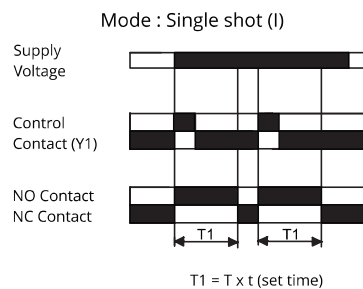 Mode : Single shot (I)
Supply
Voltage
Control
Contact (Y1)
NO Contact
NC Contact
T1
T1
T1 = T x t (set time)